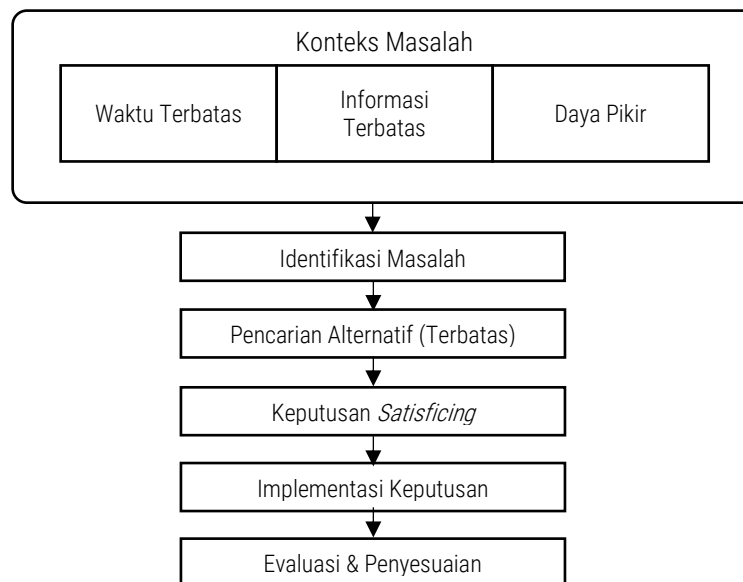 Konteks Masalah
Waktu Terbatas
Informasi
Terbatas
Daya Pikir
Identifikasi Masalah
Pencarian Alternatif (Terbatas)
Keputusan Satisficing
Implementasi Keputusan
Evaluasi & Penyesuaian